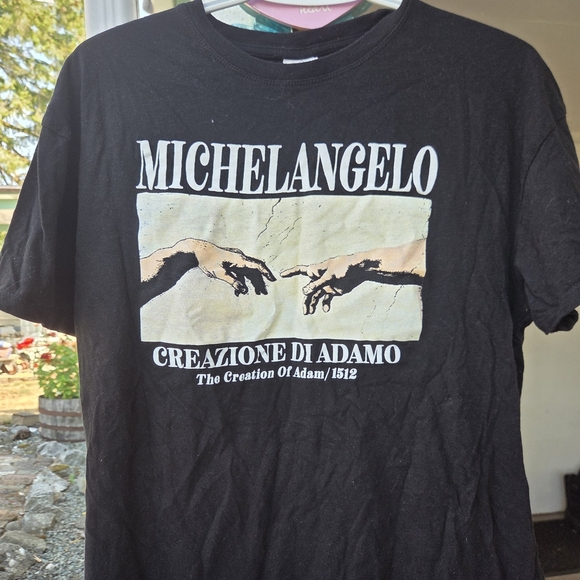 MICHELANGELO
CREAZIONE DI ADAMO
The Creation Of Adam/1512